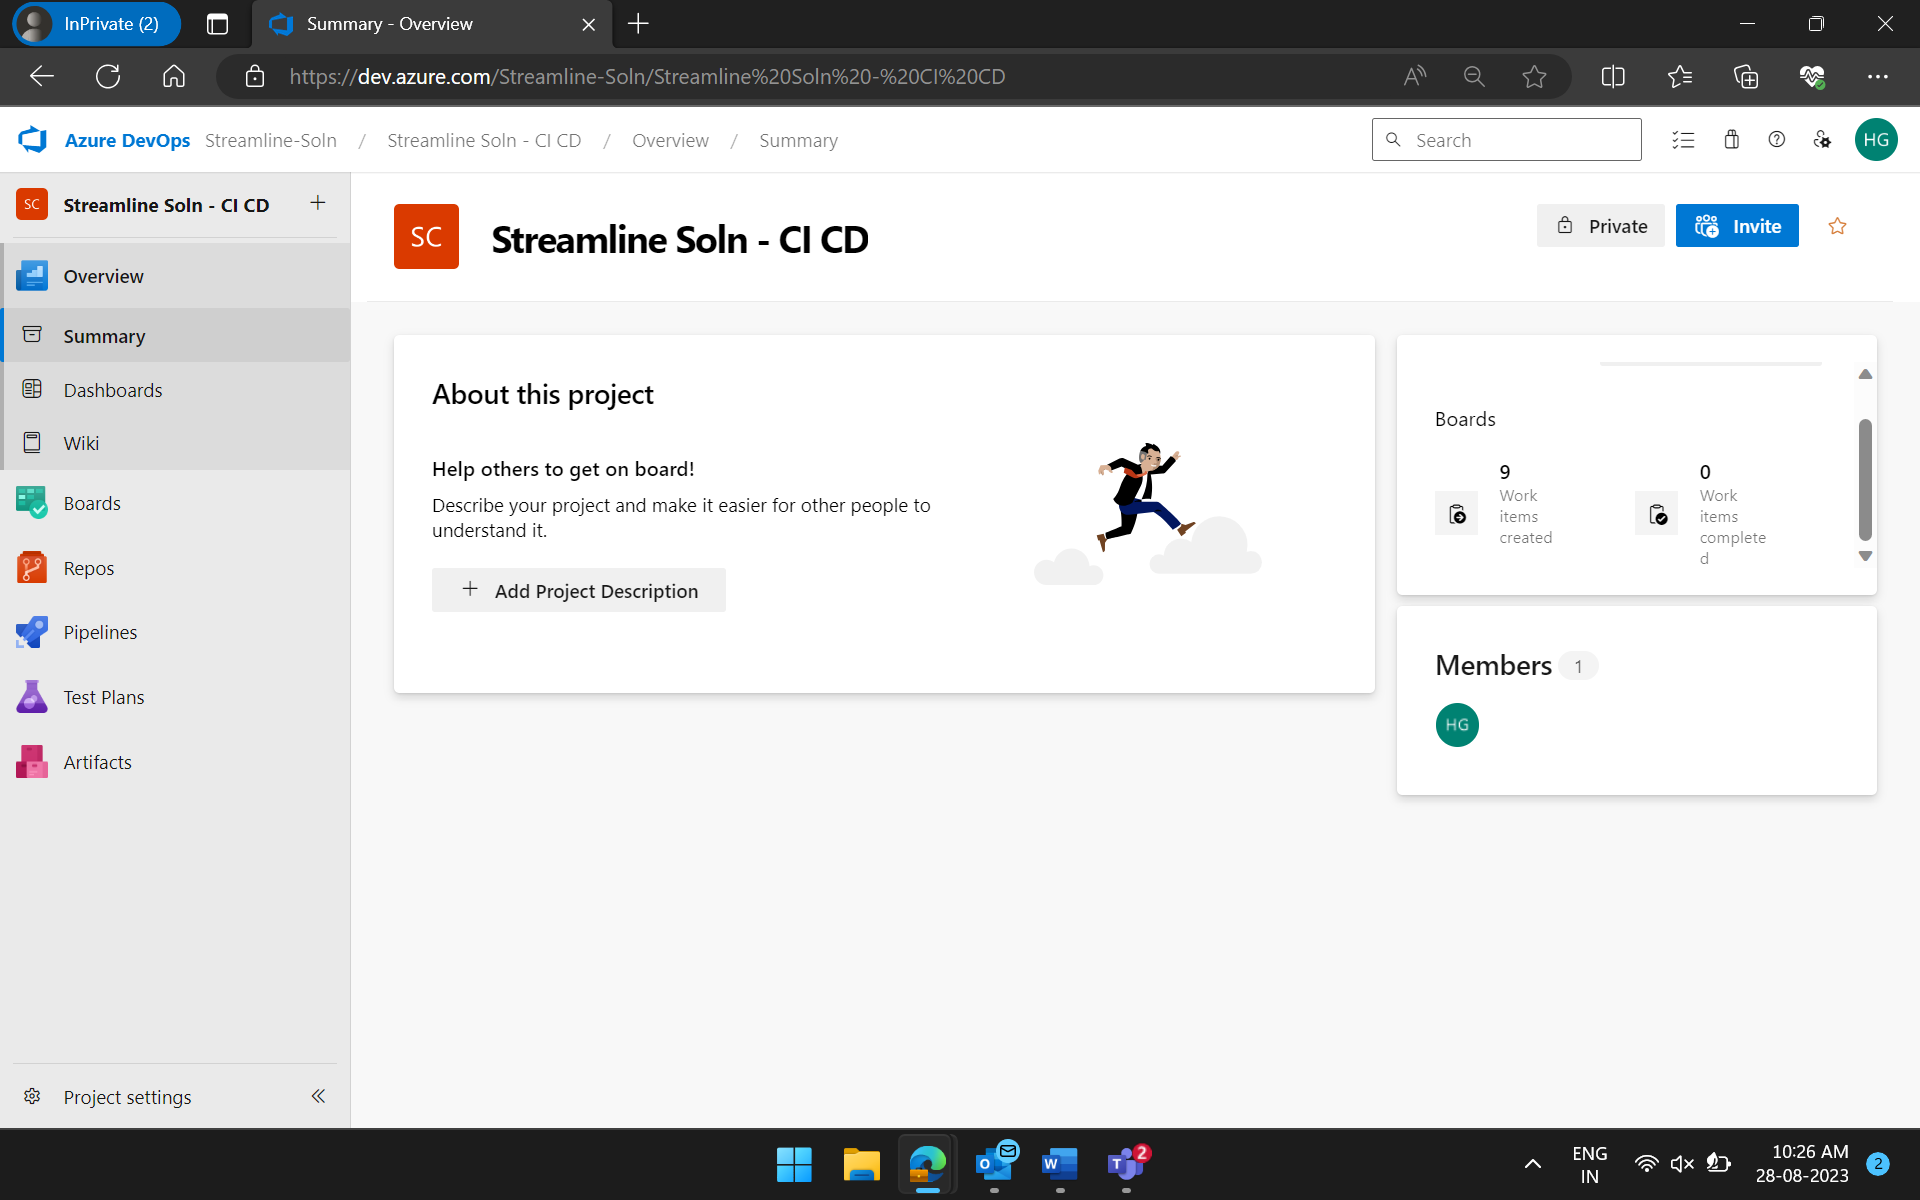 InPrivate (2)
Summary - Overview
https://dev.azure.com/Streamline-Soln/Streamline%20Soln%20-%20CI%20CD
Azure DevOps Streamline-Soln / Streamline Soln - CI CD / Overview / Summary
Search
HG
SC Streamline Soln - CI CD
Overview
Summary
Dashboards
Wiki
Boards
Repos
Pipelines
Test Plans
Artifacts
Project settings
SC Streamline Soln - CI CD
Private
Invite
About this project
Help others to get on board!
Describe your project and make it easier for other people to
understand it.
Add Project Description
Boards
9
Work
items
created
0
Work
items
complete
d
Members 1
HG
O
W
T
2
ENG
IN
10:26 AM
28-08-2023
2